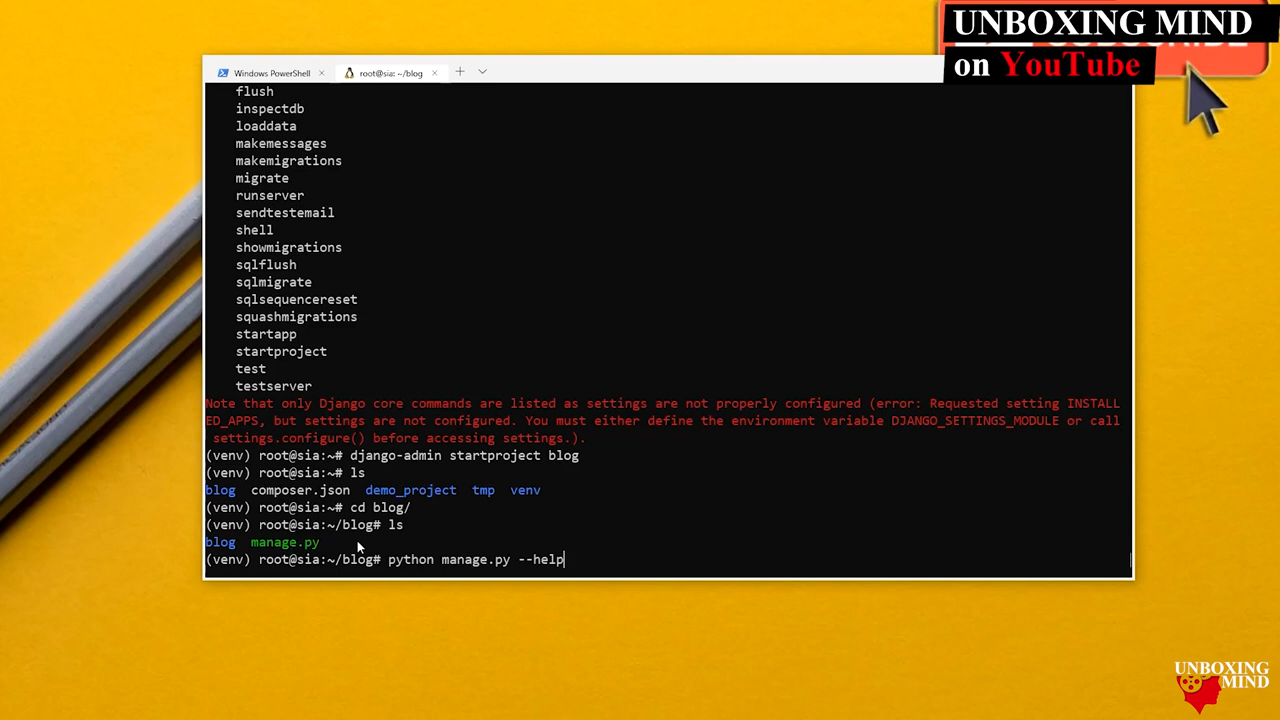 UNBOXING MIND
on YouTube
Windows PowerShell
root@sia: ~/blog
flush
inspectdb
loaddata
makemessages
makemigrations
migrate
runserver
sendtestemail
shell
showmigrations
sqlflush
sqlmigrate
sqlsequencereset
squashmigrations
startapp
startproject
test
testserver
Note that only Django core commands are listed as settings are not properly configured (error: Requested setting INSTALL
ED_APPS, but settings are not configured. You must either define the environment variable DJANGO_SETTINGS_MODULE or call
settings.configure() before accessing settings.).
(venv) root@sia:~# django-admin startproject blog
(venv) root@sia:~# ls
blog composer.json demo_project tmp venv
(venv) root@sia:~# cd blog/
(venv) root@sia:~/blog# ls
blog manage.py
(venv) root@sia:~/blog# python manage.py --help
UNBOXING
MIND